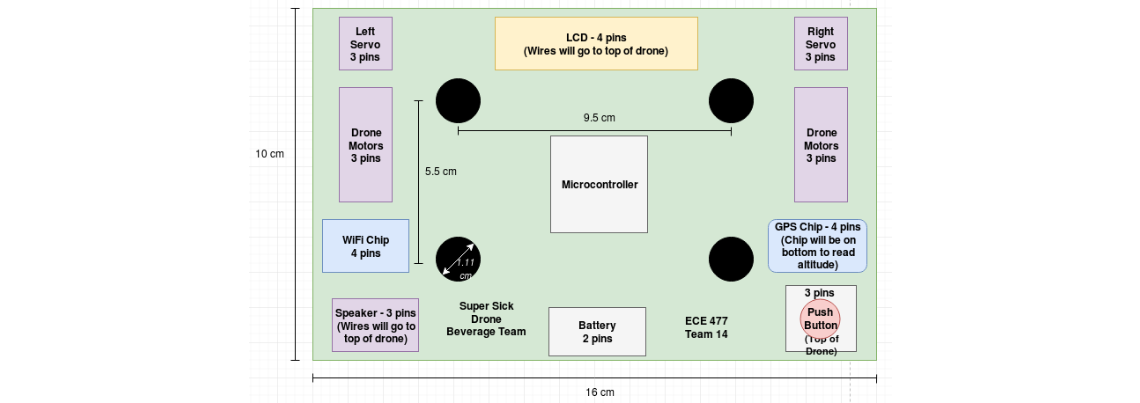 Left
Servo
3 pins
LCD - 4 pins
(Wires will go to top of drone)
Right
Servo
3 pins
9.5 cm
Drone
Motors
3 pins
10 cm
5.5 cm
Microcontroller
Drone
Motors
3 pins
WiFi Chip
4 pins
1.11
cm
GPS Chip - 4 pins
(Chip will be on
bottom to read
altitude)
Speaker - 3 pins
(Wires will go to
top of drone)
Super Sick
Drone
Beverage Team
Battery
2 pins
ECE 477
Team 14
3 pins
Push
Button
(Top of
Drone)
16 cm